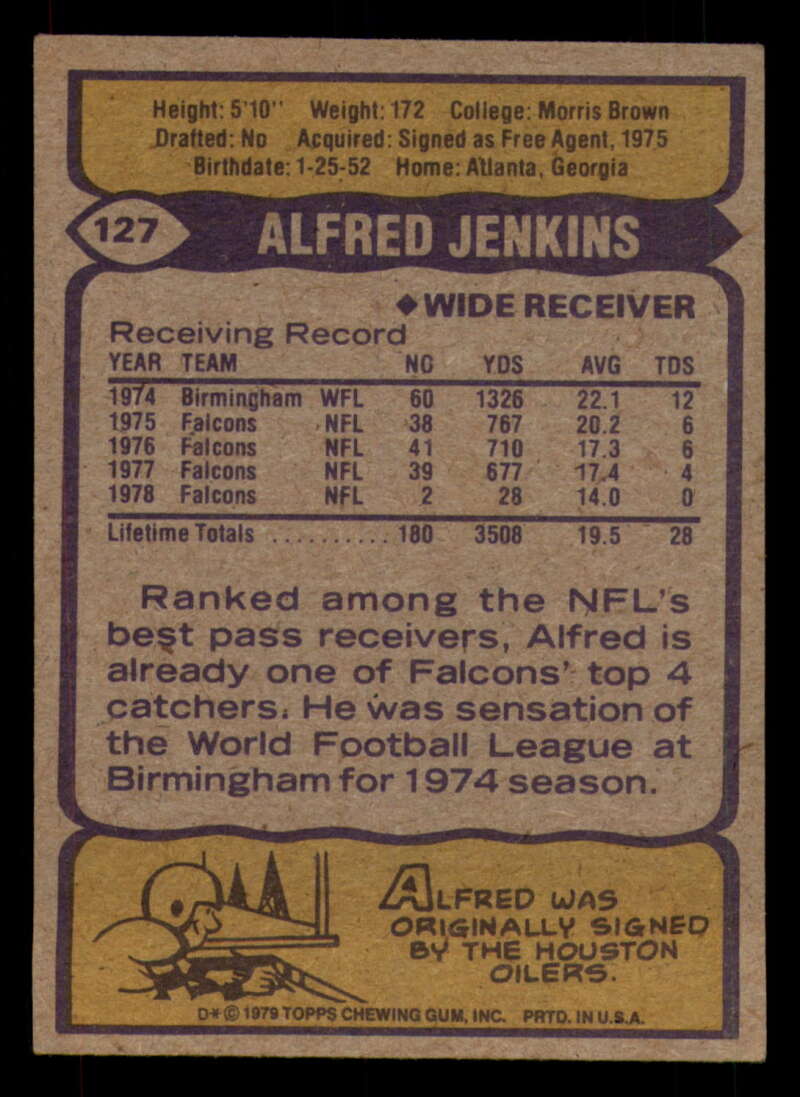 Height: 5'10" Weight: 172 College: Morris Brown
Drafted: No Acquired: Signed as Free Agent, 1975
Birthdate: 1-25-52 Home: Atlanta, Georgia
127 ALFRED JENKINS
◆ WIDE RECEIVER
Receiving Record
YEAR TEAM NO YDS AVG TDS
1974 Birmingham WFL 60 1326 22.1 12
1975 Falcons NFL 38 767 20.2 6
1976 Falcons NFL 41 710 17.3 6
1977 Falcons NFL 39 677 17.4 4
1978 Falcons NFL 2 28 14.0 0
Lifetime Totals .......... 180 3508 19.5 28
Ranked among the NFL's
best pass receivers, Alfred is
already one of Falcons' top 4
catchers. He was sensation of
the World Football League at
Birmingham for 1974 season.
ALFRED WAS
ORIGINALLY SIGNED
BY THE HOUSTON
OILERS.
D* © 1979 TOPPS CHEWING GUM, INC. PRTD. IN U.S.A.